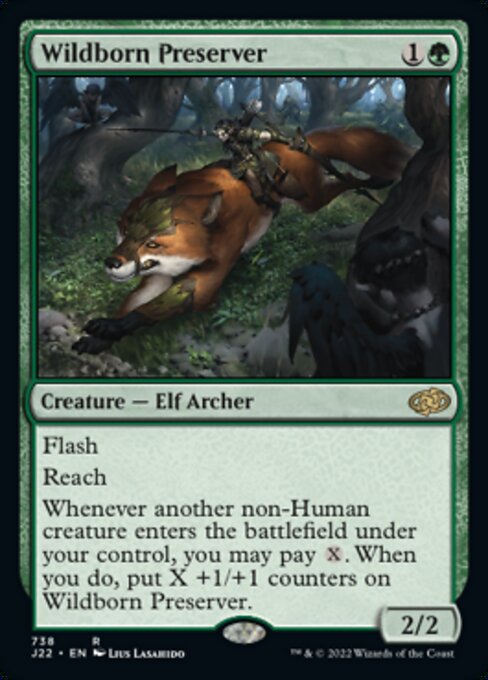 Wildborn Preserver 1
Creature — Elf Archer
Flash
Reach
Whenever another non-Human
creature enters the battlefield under
your control, you may pay X. When
you do, put X +1/+1 counters on
Wildborn Preserver.
2/2
738 R
J22 • EN Lius Lasahido
™ & © 2022 Wizards of the Coast